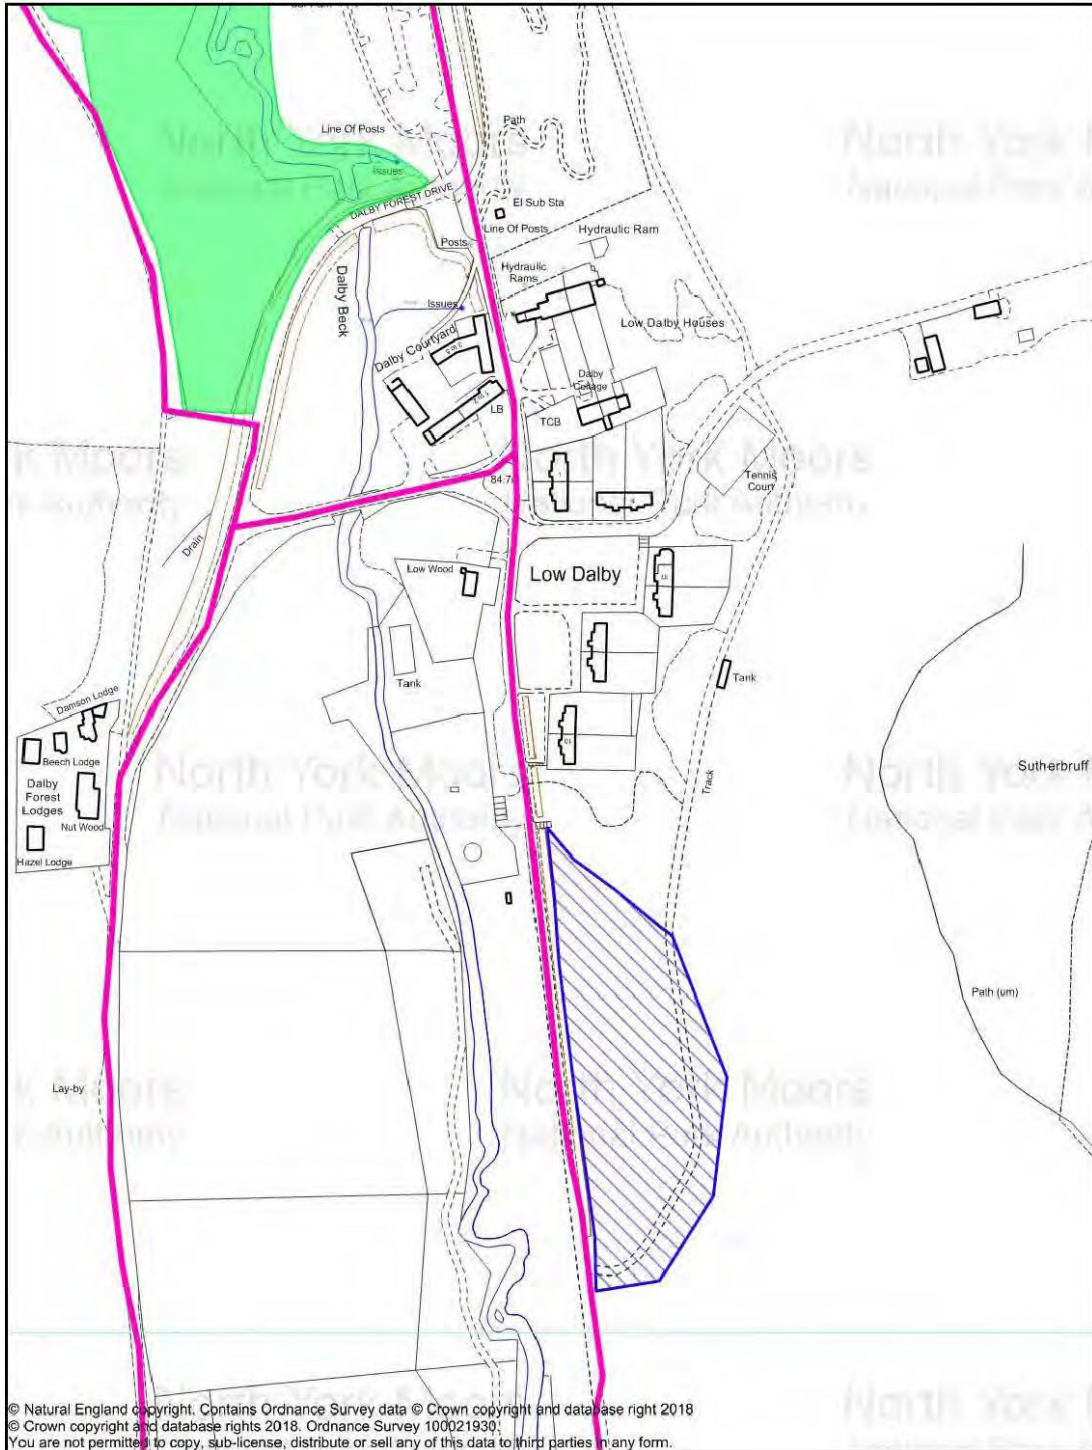 Line Of Posts
Path
Issues
DALBY FOREST DRIVE
El Sub Sta
Line Of Posts
Hydraulic Ram
Posts
Hydraulic
Rams
Dalby Beck
Issues
Low Dalby Houses
Dalby Courtyard
Dalby
Cottage
LB
TCB
Tennis
Court
Drain
Low Wood
Low Dalby
Tank
Tank
Damson Lodge
Beech Lodge
Dalby
Forest
Lodges
Nut Wood
Hazel Lodge
Track
Sutherbruff
Path (um)
Lay-by
North York Moors
National Park Authority
© Natural England copyright. Contains Ordnance Survey data © Crown copyright and database right 2018
© Crown copyright and database rights 2018. Ordnance Survey 100021930
You are not permitted to copy, sub-license, distribute or sell any of this data to third parties in any form.